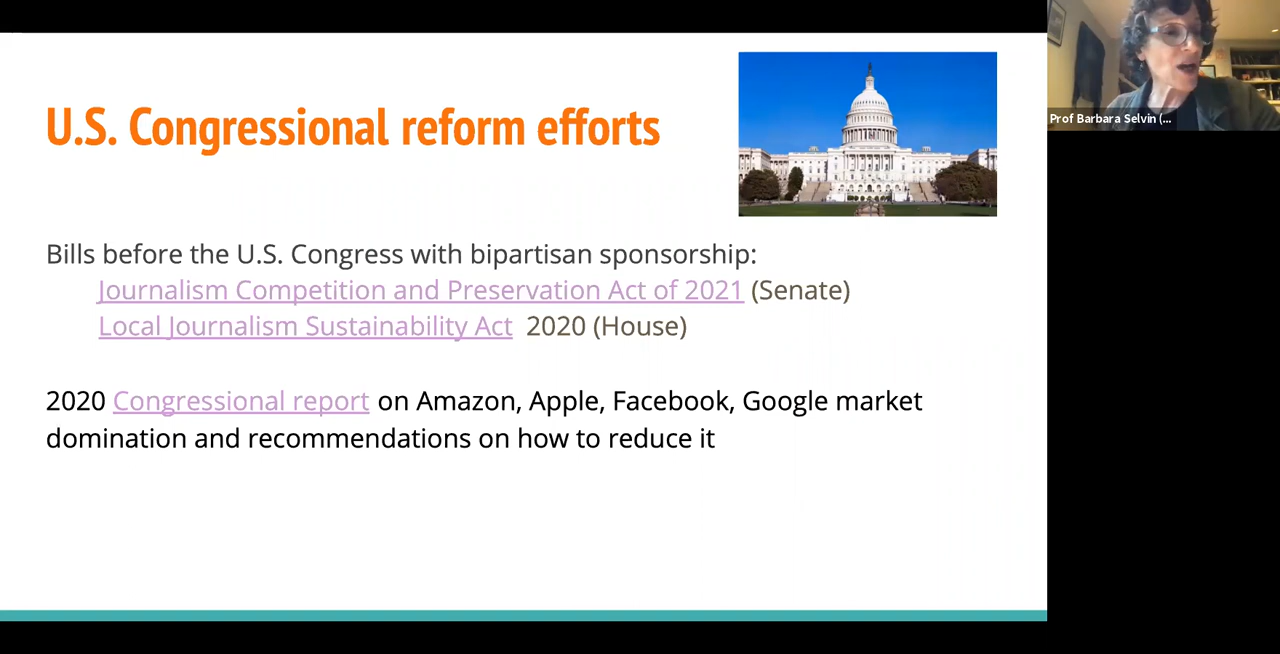 U.S. Congressional reform efforts
Prof Barbara Selvin (...
Bills before the U.S. Congress with bipartisan sponsorship:
Journalism Competition and Preservation Act of 2021 (Senate)
Local Journalism Sustainability Act 2020 (House)
2020 Congressional report on Amazon, Apple, Facebook, Google market
domination and recommendations on how to reduce it